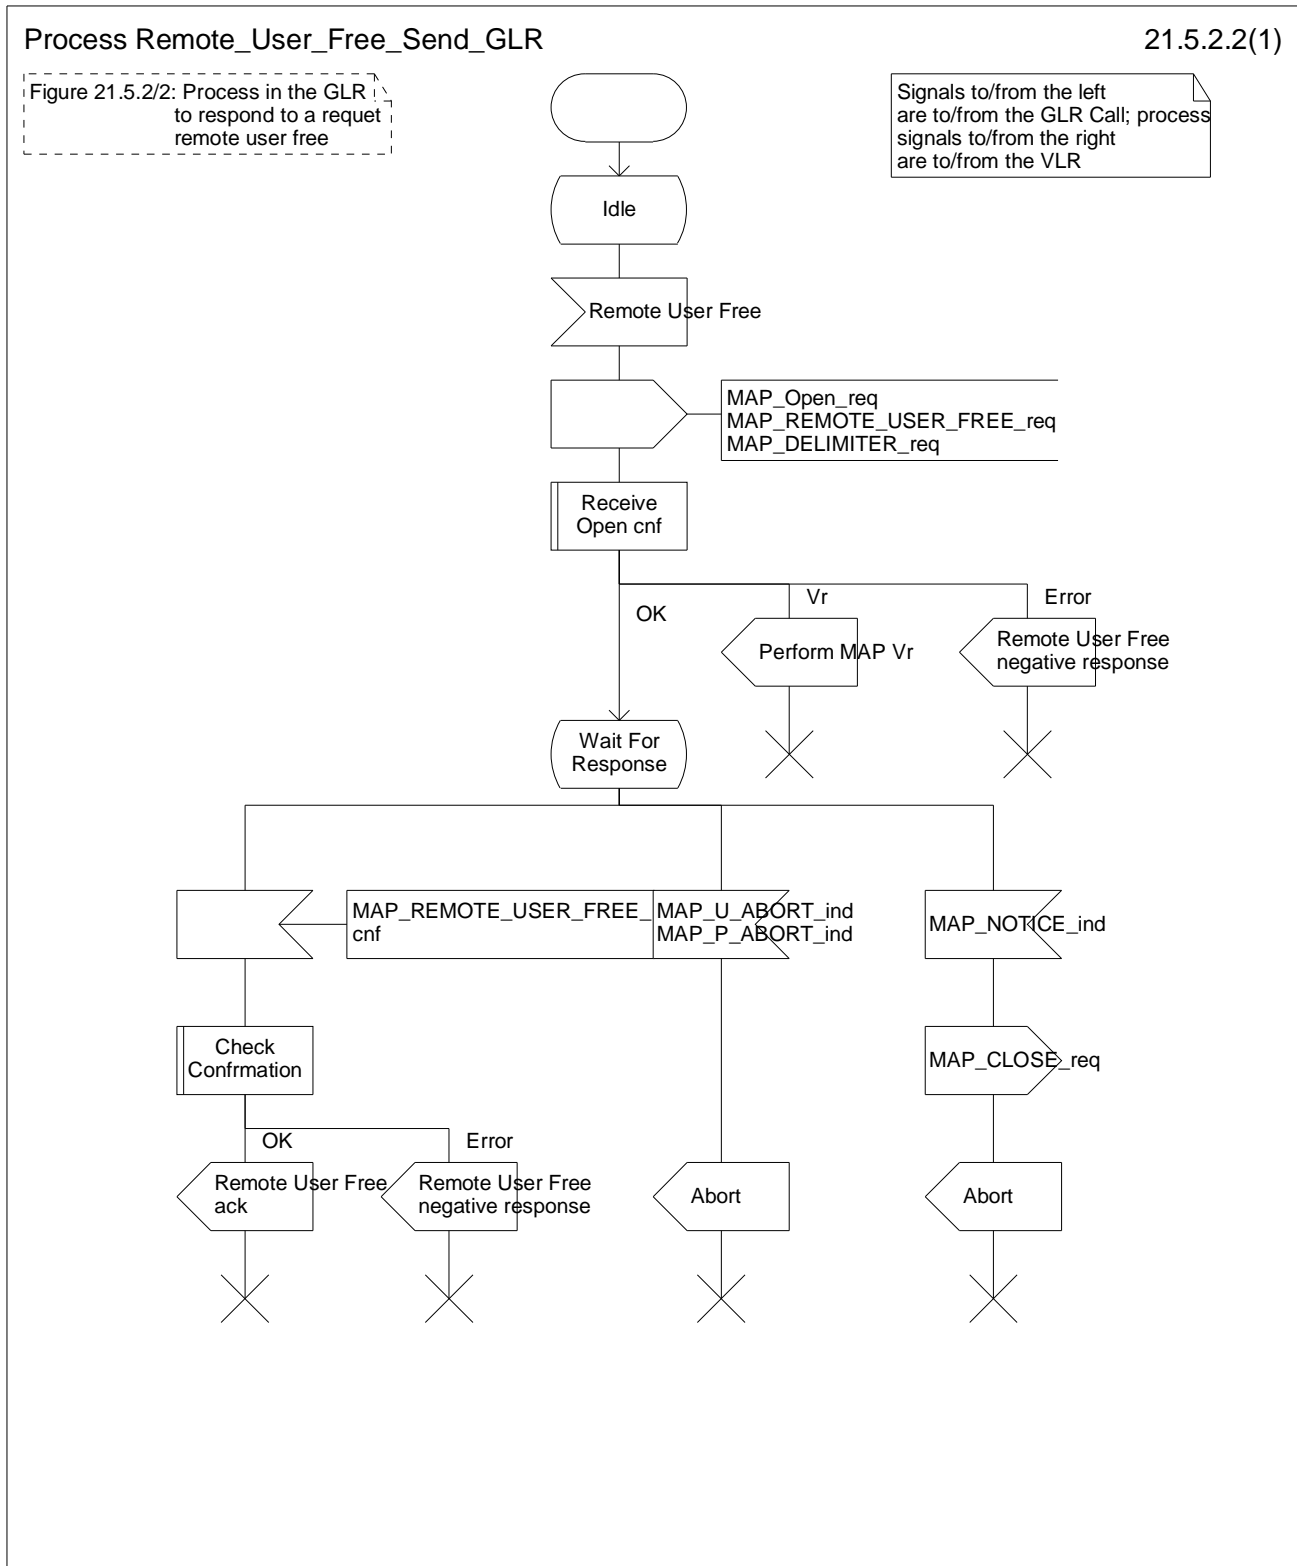 Process Remote_User_Free_Send_GLR
21.5.2.2(1)
Figure 21.5.2/2: Process in the GLR
to respond to a requet
remote user free
Signals to/from the left
are to/from the GLR Call; process
signals to/from the right
are to/from the VLR
Idle
Remote User Free
MAP_Open_req
MAP_REMOTE_USER_FREE_req
MAP_DELIMITER_req
Receive
Open cnf
OK
Vr
Error
Perform MAP Vr
Remote User Free
negative response
Wait For
Response
MAP_REMOTE_USER_FREE_
cnf
MAP_U_ABORT_ind
MAP_P_ABORT_ind
MAP_NOTICE_ind
Check
Confrmation
MAP_CLOSE_req
OK
Error
Remote User Free
ack
Remote User Free
negative response
Abort
Abort